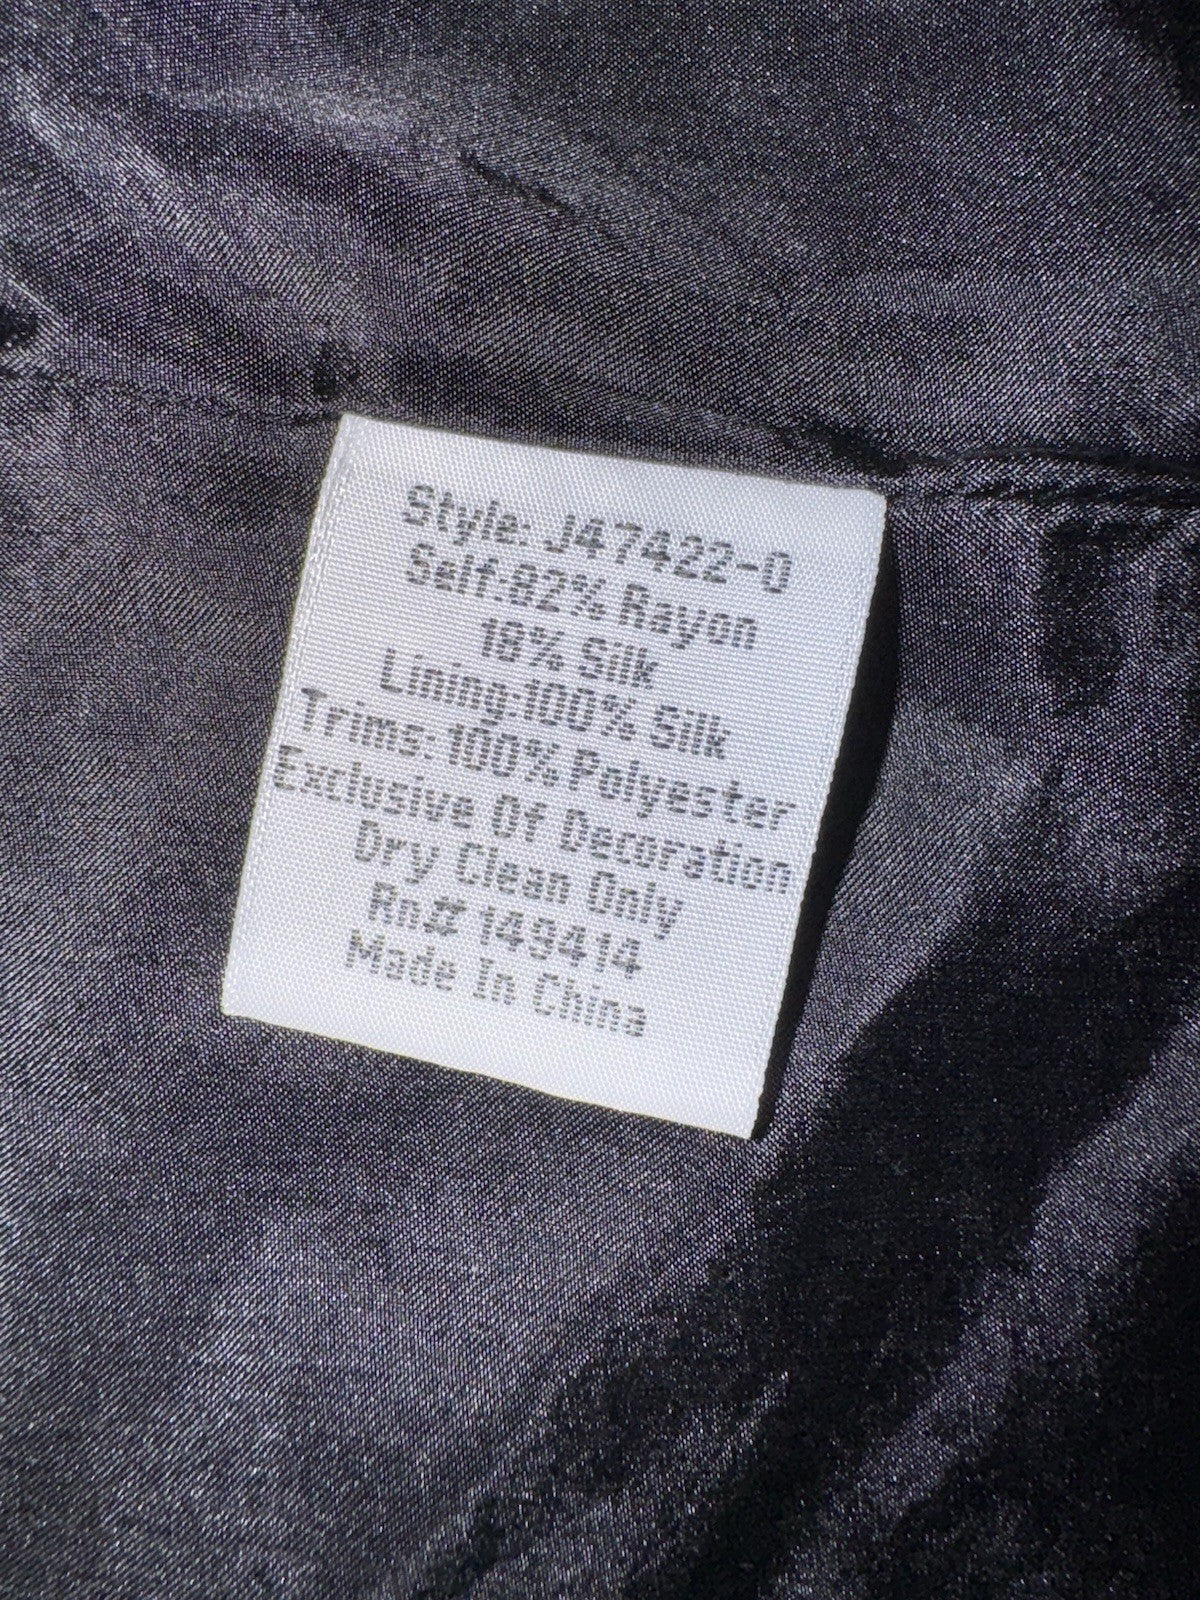 Style: J47422-0
Self:82% Rayon
18% Silk
Lining:100% Silk
Trims:100% Polyester
Exclusive Of Decoration
Dry Clean Only
Rn# 149414
Made In China